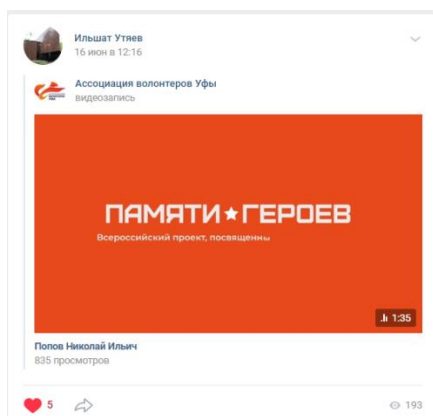 Ильшат Утяев
16 июн в 12:16
Ассоциация волонтеров Уфы
видеозапись
ПАМЯТИ★ГЕРОЕВ
Всероссийский проект, посвященны
1:35
Попов Николай Ильич
835 просмотров
5
193